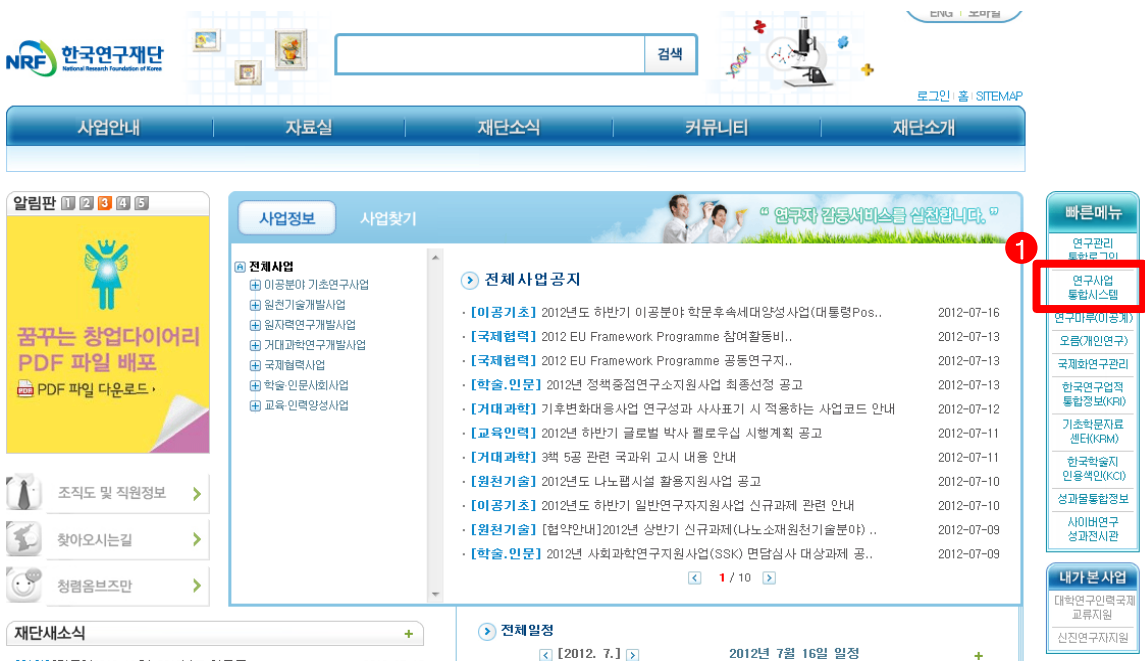 ENG | 모바일
NRF 한국연구재단
National Research Foundation of Korea
검색
로그인 | 홈 | SITEMAP
사업안내
자료실
재단소식
커뮤니티
재단소개
알림판 1 2 3 4 5
꿈꾸는 창업다이어리
PDF 파일 배포
PDF 파일 다운로드
조직도 및 직원정보
찾아오시는길
청렴옴브즈만
사업정보
사업찾기
" 연구자 감동서비스를 실천합니다. "
전체사업
이공분야 기초연구사업
원천기술개발사업
원자력연구개발사업
거대과학연구개발사업
국제협력사업
학술·인문사회사업
교육·인력양성사업
전체사업공지
· [이공기초] 2012년도 하반기 이공분야 학문후속세대양성사업(대통령Pos.. 2012-07-16
· [국제협력] 2012 EU Framework Programme 참여활동비.. 2012-07-13
· [국제협력] 2012 EU Framework Programme 공동연구지.. 2012-07-13
· [학술.인문] 2012년 정책중점연구소지원사업 최종선정 공고 2012-07-13
· [거대과학] 기후변화대응사업 연구성과 사사표기 시 적용하는 사업코드 안내 2012-07-12
· [교육인력] 2012년 하반기 글로벌 박사 펠로우십 시행계획 공고 2012-07-11
· [거대과학] 3책 5공 관련 국과위 고시 내용 안내 2012-07-11
· [원천기술] 2012년도 나노팹시설 활용지원사업 공고 2012-07-10
· [이공기초] 2012년도 하반기 일반연구자지원사업 신규과제 관련 안내 2012-07-10
· [원천기술] [협약안내]2012년 상반기 신규과제(나노소재원천기술분야) .. 2012-07-09
· [학술.인문] 2012년 사회과학연구지원사업(SSK) 면담심사 대상과제 공.. 2012-07-09
1 / 10
재단새소식 +
전체일정
[2012. 7.]
2012년 7월 16일 일정 +
빠른메뉴
1
연구관리
통합로그인
연구사업
통합시스템
연구마루(이공계)
오름(개인연구)
국제화연구관리
한국연구업적
통합정보(KRI)
기초학문자료
센터(KRM)
한국학술지
인용색인(KCI)
성과물통합정보
사이버연구
성과전시관
내가 본 사업
대학연구인력국제
교류지원
신진연구자지원